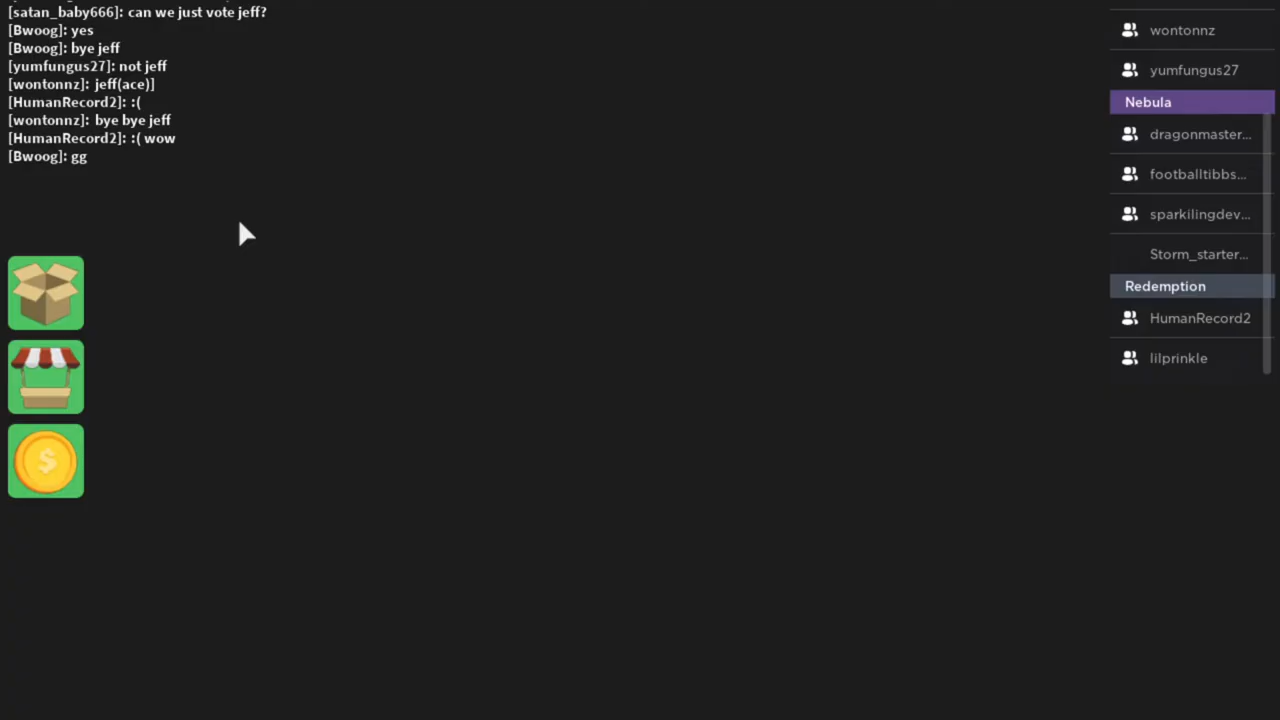 [satan_baby666]: can we just vote jeff?
[Bwoog]: yes
[Bwoog]: bye jeff
[yumfungus27]: not jeff
[wontonnz]: jeff(ace)]
[HumanRecord2]: :(
[wontonnz]: bye bye jeff
[HumanRecord2]: :( wow
[Bwoog]: gg
$
wontonnz
yumfungus27
Nebula
dragonmaster...
footballtibbs...
sparkilingdev...
Storm_starter...
Redemption
HumanRecord2
lilprinkle